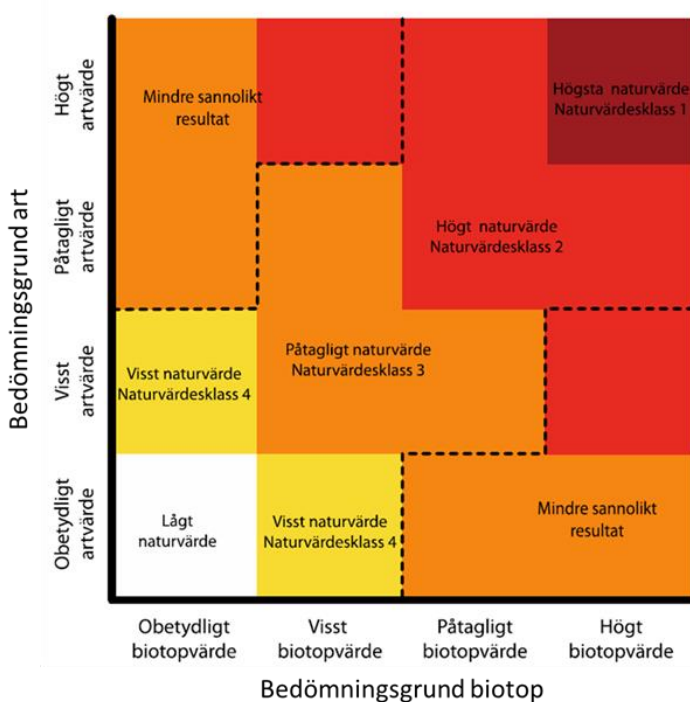 Bedömningsgrund art
Högt
artvärde
Påtagligt
artvärde
Visst
artvärde
Obetydligt
artvärde
Mindre sannolikt
resultat
Högsta naturvärde
Naturvärdesklass 1
Högt naturvärde
Naturvärdesklass 2
Påtagligt naturvärde
Naturvärdesklass 3
Visst naturvärde
Naturvärdesklass 4
Lågt
naturvärde
Visst naturvärde
Naturvärdesklass 4
Mindre sannolikt
resultat
Obetydligt
biotopvärde
Visst
biotopvärde
Påtagligt
biotopvärde
Högt
biotopvärde
Bedömningsgrund biotop